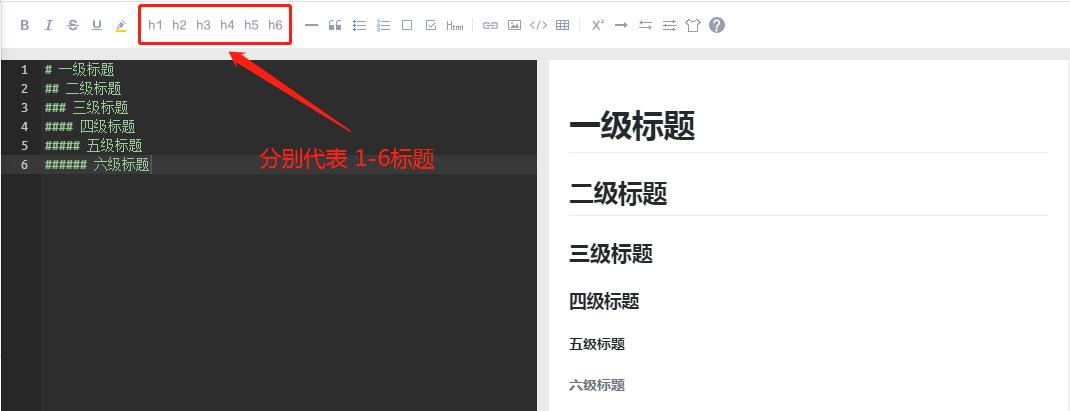 B I S U h1 h2 h3 h4 h5 h6 Html X²
1 # 一级标题
2 ## 二级标题
3 ### 三级标题
4 #### 四级标题
5 ##### 五级标题
6 ###### 六级标题
分别代表 1-6标题
一级标题
二级标题
三级标题
四级标题
五级标题
六级标题